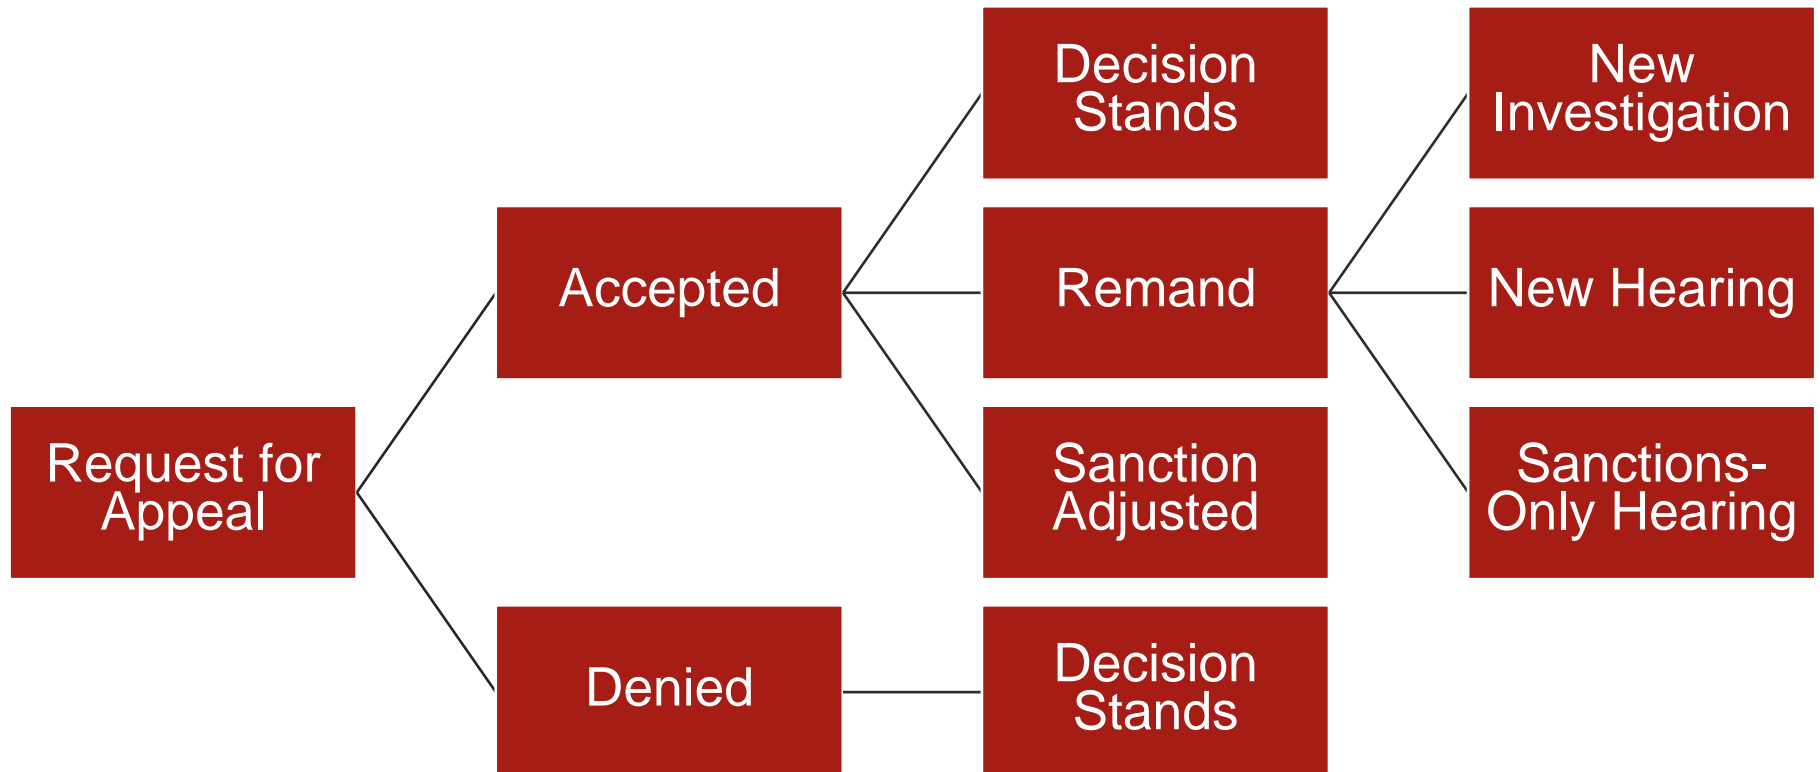 Request for
Appeal
Accepted
Denied
Decision
Stands
Remand
Sanction
Adjusted
Decision
Stands
New
Investigation
New Hearing
Sanctions-
Only Hearing